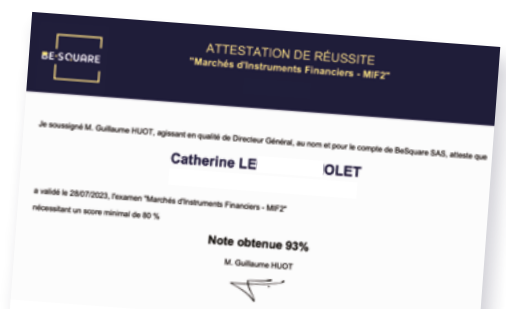 BE-SQUARE
ATTESTATION DE RÉUSSITE
"Marchés d'Instruments Financiers - MIF2"
Je soussigné M. Guillaume HUOT, agissant en qualité de Directeur Général, au nom et pour le compte de BeSquare SAS, atteste que
Catherine LE OLET
a validé le 28/07/2023, l'examen "Marchés d'Instruments Financiers - MIF2"
nécessitant un score minimal de 80 %
Note obtenue 93%
M. Guillaume HUOT